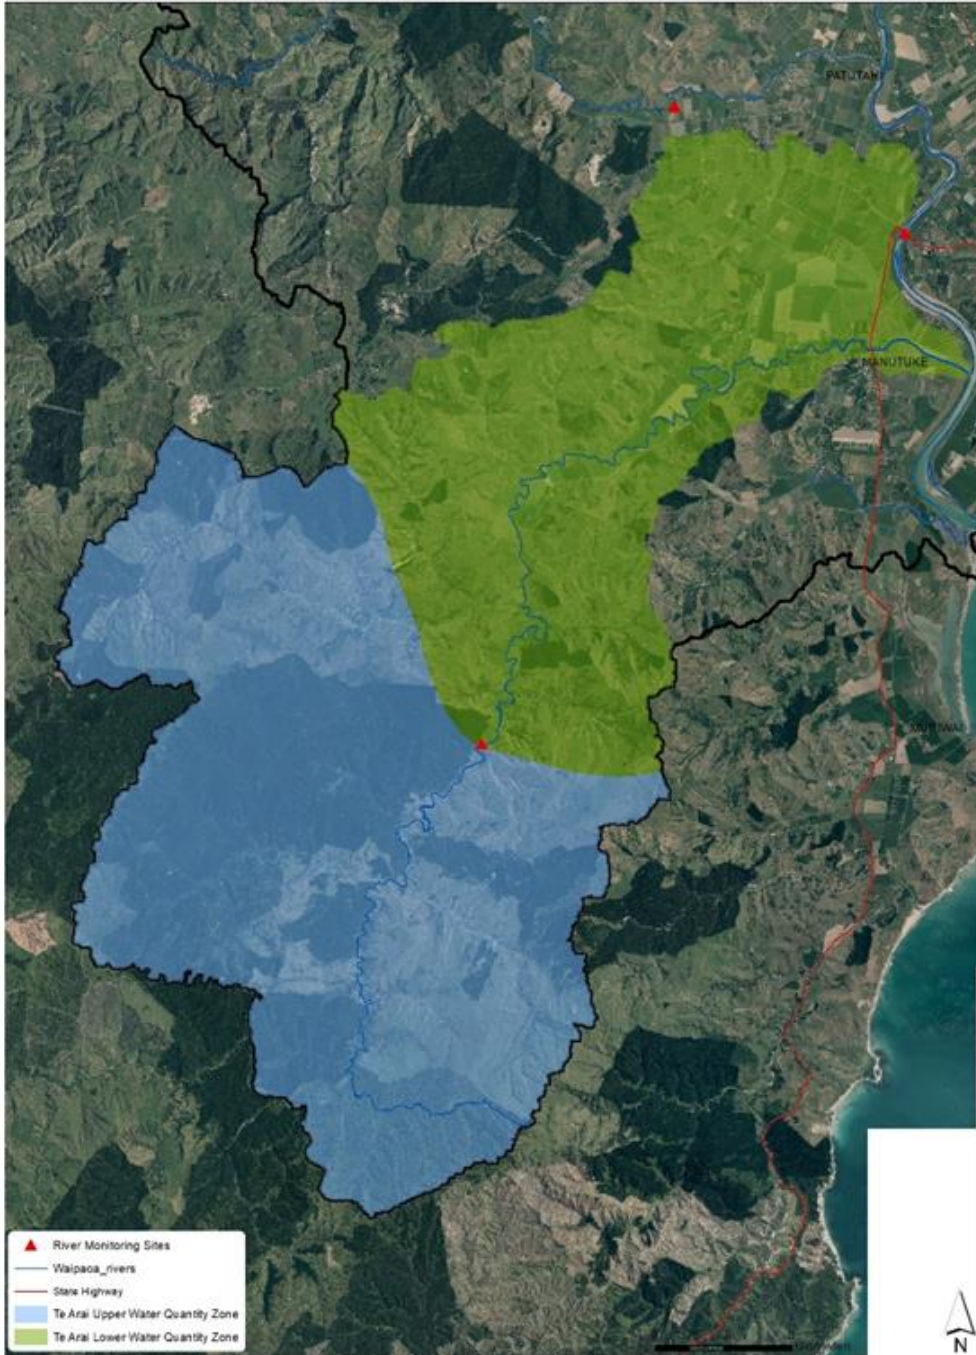 PATUTAHI
MANUTUKE
MURIWAI
River Monitoring Sites
Waipaoa_rivers
State Highway
Te Arai Upper Water Quantity Zone
Te Arai Lower Water Quantity Zone
N